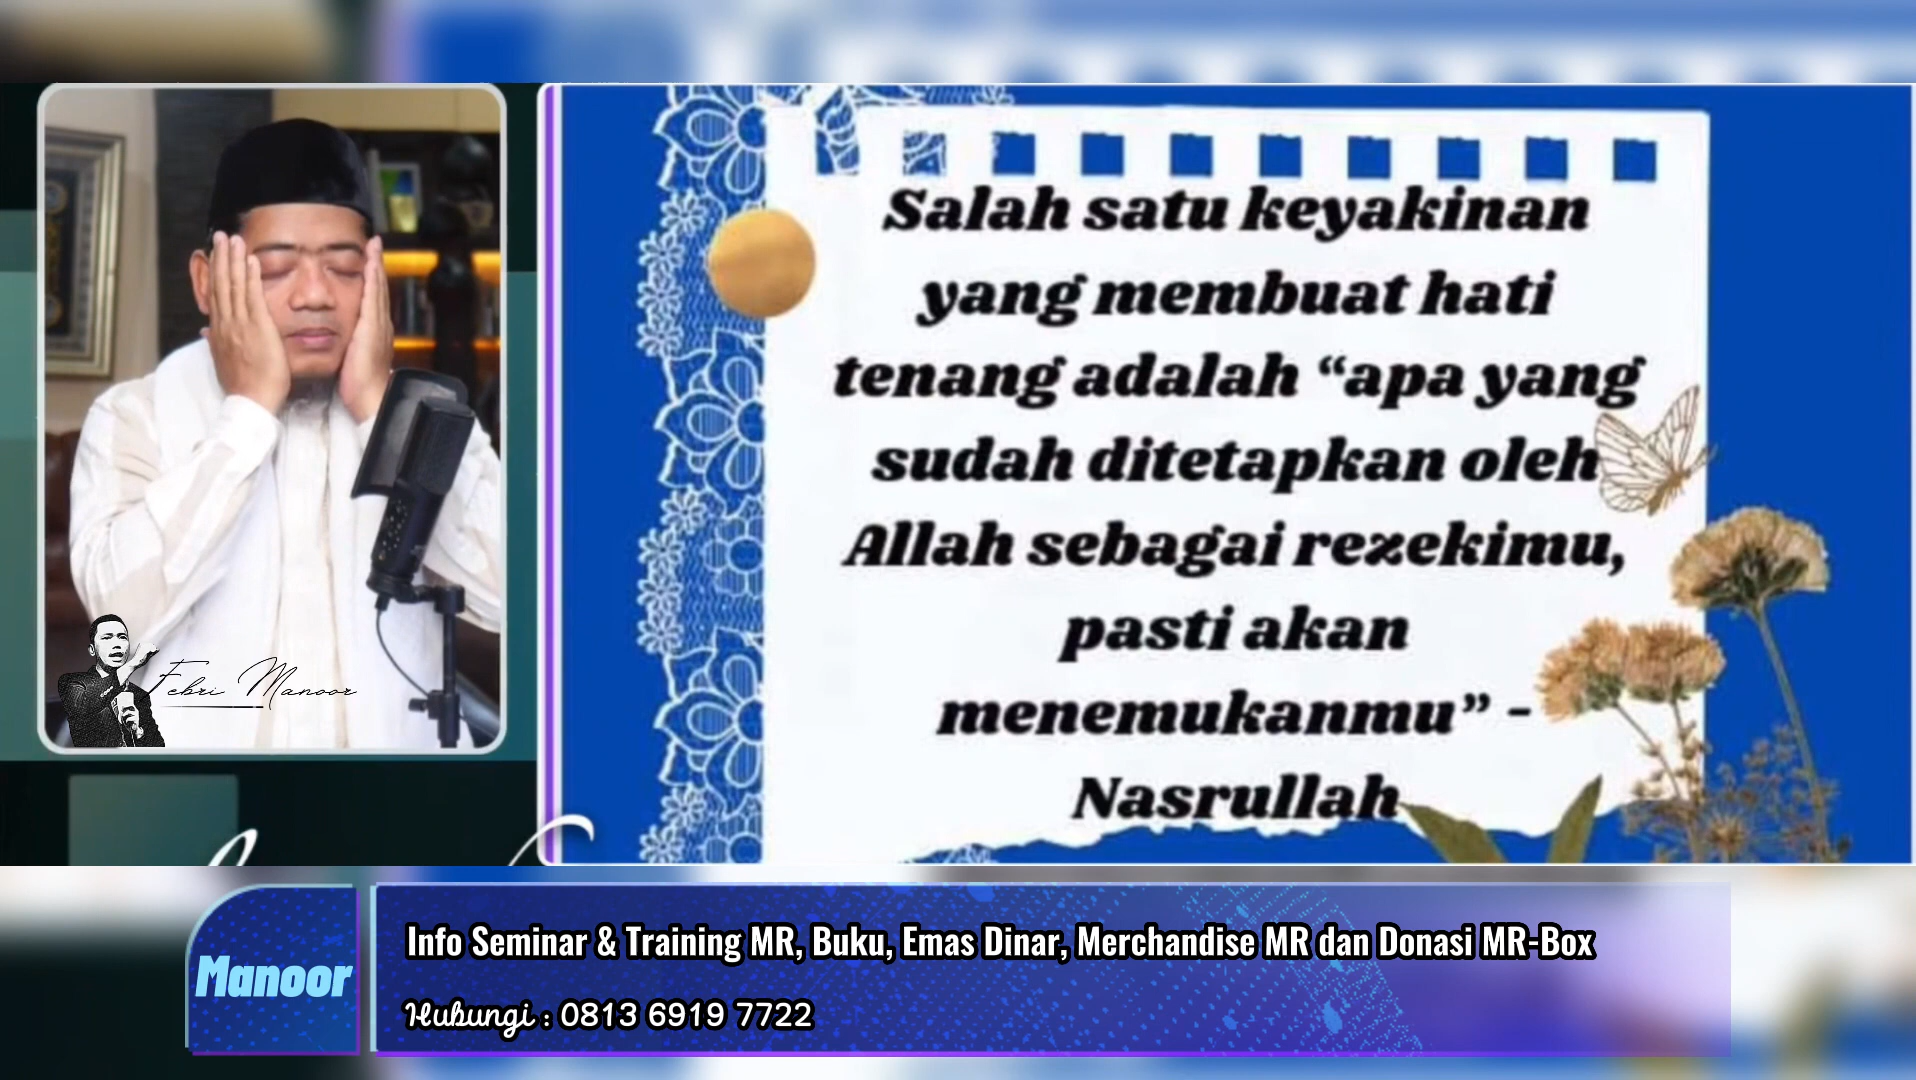 Salah satu keyakinan
yang membuat hati
tenang adalah “apa yang
sudah ditetapkan oleh
Allah sebagai rezekimu,
pasti akan
menemukanmu” -
Nasrullah
Febri Manoor
Manoor
Info Seminar & Training MR, Buku, Emas Dinar, Merchandise MR dan Donasi MR-Box
Hubungi : 0813 6919 7722